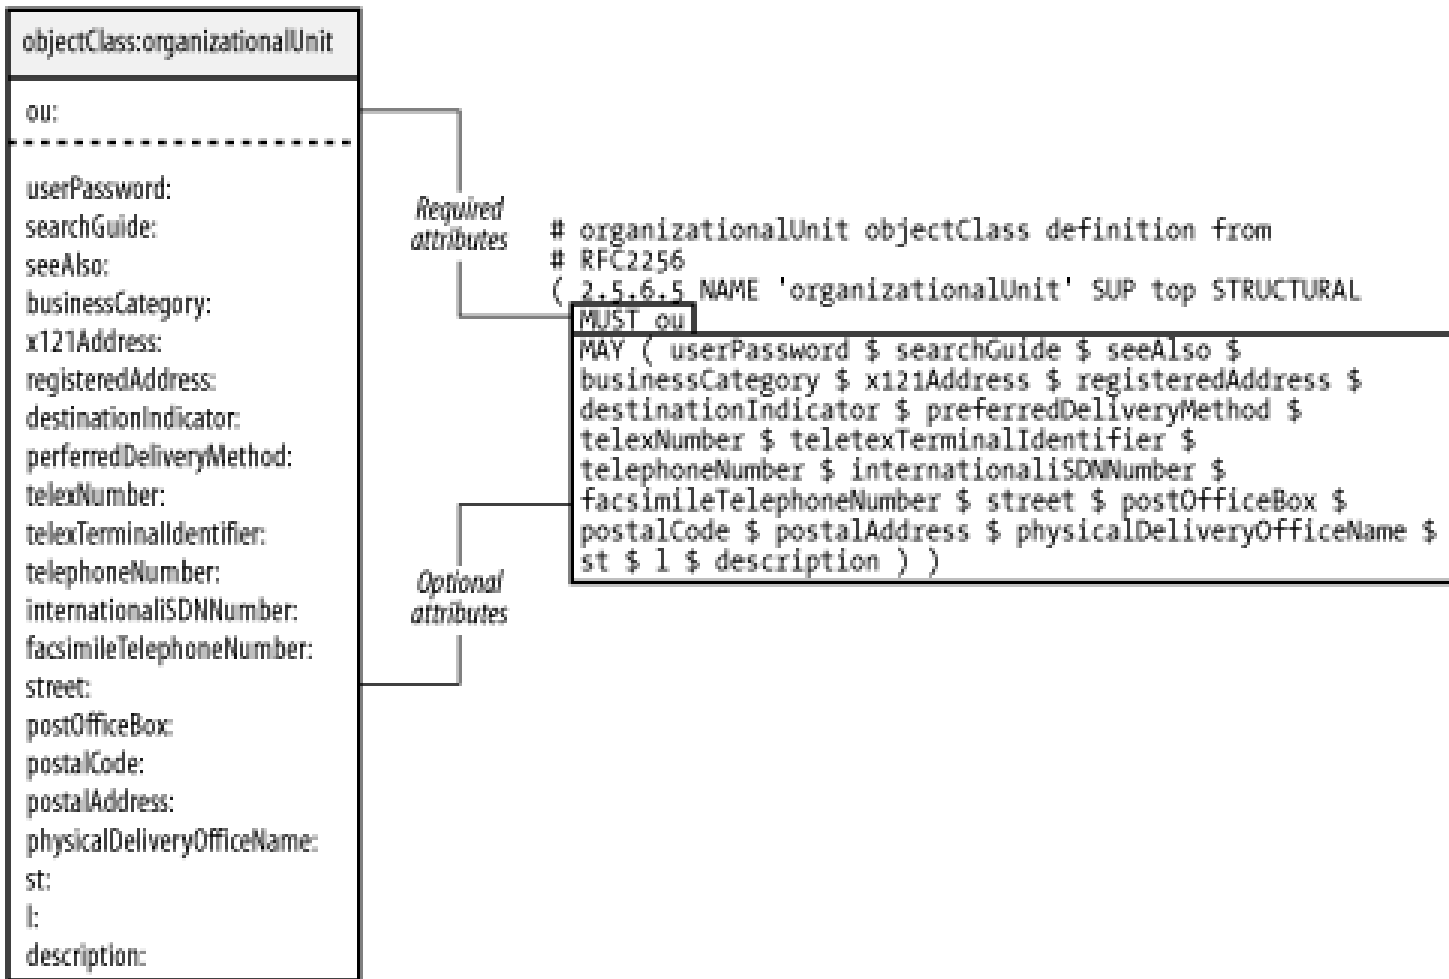 objectClass:organizationalUnit
ou:
userPassword:
searchGuide:
seeAlso:
businessCategory:
x121Address:
registeredAddress:
destinationIndicator:
perferredDeliveryMethod:
telexNumber:
telexTerminalIdentifier:
telephoneNumber:
internationaliSDNNumber:
facsimileTelephoneNumber:
street:
postOfficeBox:
postalCode:
postalAddress:
physicalDeliveryOfficeName:
st:
l:
description:
Required
attributes
Optional
attributes
# organizationalUnit objectClass definition from
# RFC2256
( 2.5.6.5 NAME 'organizationalUnit' SUP top STRUCTURAL
MUST ou
MAY ( userPassword $ searchGuide $ seeAlso $
businessCategory $ x121Address $ registeredAddress $
destinationIndicator $ preferredDeliveryMethod $
telexNumber $ teletexTerminalIdentifier $
telephoneNumber $ internationaliSDNNumber $
facsimileTelephoneNumber $ street $ postOfficeBox $
postalCode $ postalAddress $ physicalDeliveryOfficeName $
st $ l $ description ) )